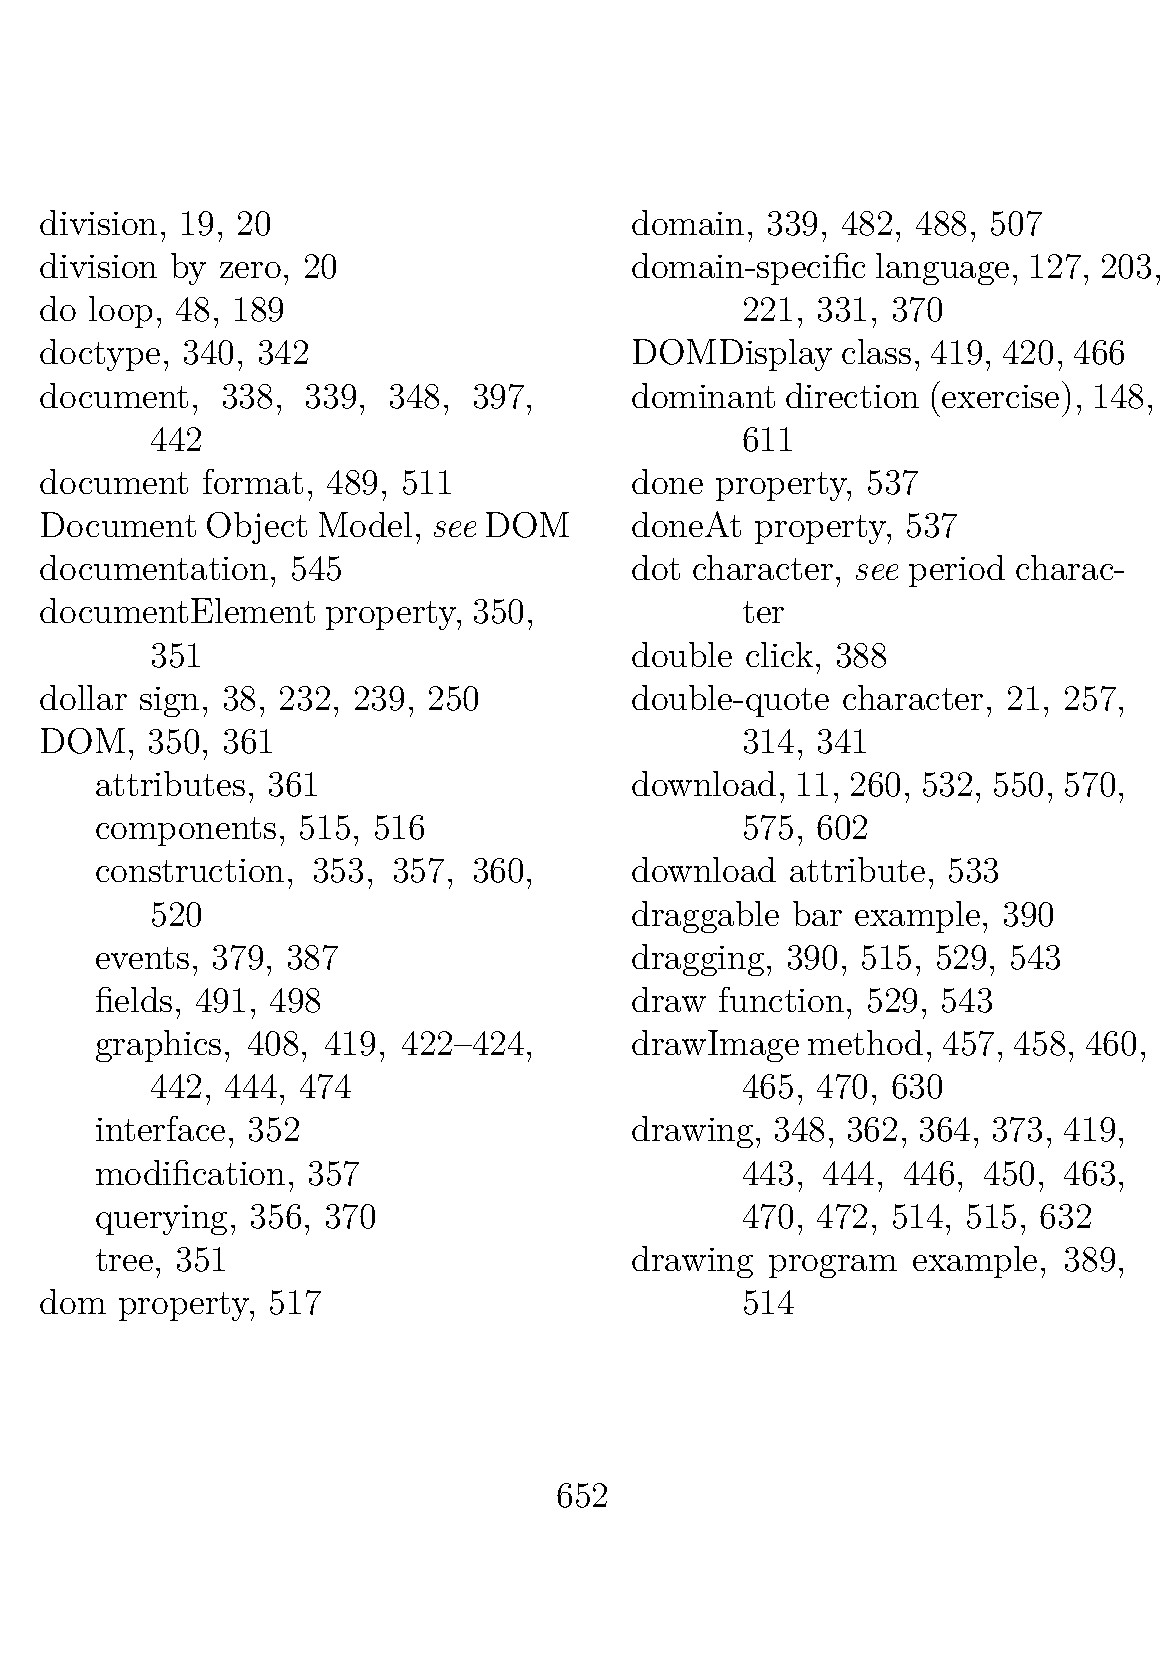 division, 19, 20
division by zero, 20
do loop, 48, 189
doctype, 340, 342
document, 338, 339, 348, 397,
442
document format, 489, 511
Document Object Model, see DOM
documentation, 545
documentElement property, 350,
351
dollar sign, 38, 232, 239, 250
DOM, 350, 361
attributes, 361
components, 515, 516
construction, 353, 357, 360,
520
events, 379, 387
fields, 491, 498
graphics, 408, 419, 422–424,
442, 444, 474
interface, 352
modification, 357
querying, 356, 370
tree, 351
dom property, 517
domain, 339, 482, 488, 507
domain-specific language, 127, 203,
221, 331, 370
DOMDisplay class, 419, 420, 466
dominant direction (exercise), 148,
611
done property, 537
doneAt property, 537
dot character, see period charac-
ter
double click, 388
double-quote character, 21, 257,
314, 341
download, 11, 260, 532, 550, 570,
575, 602
download attribute, 533
draggable bar example, 390
dragging, 390, 515, 529, 543
draw function, 529, 543
drawImage method, 457, 458, 460,
465, 470, 630
drawing, 348, 362, 364, 373, 419,
443, 444, 446, 450, 463,
470, 472, 514, 515, 632
drawing program example, 389,
514
652